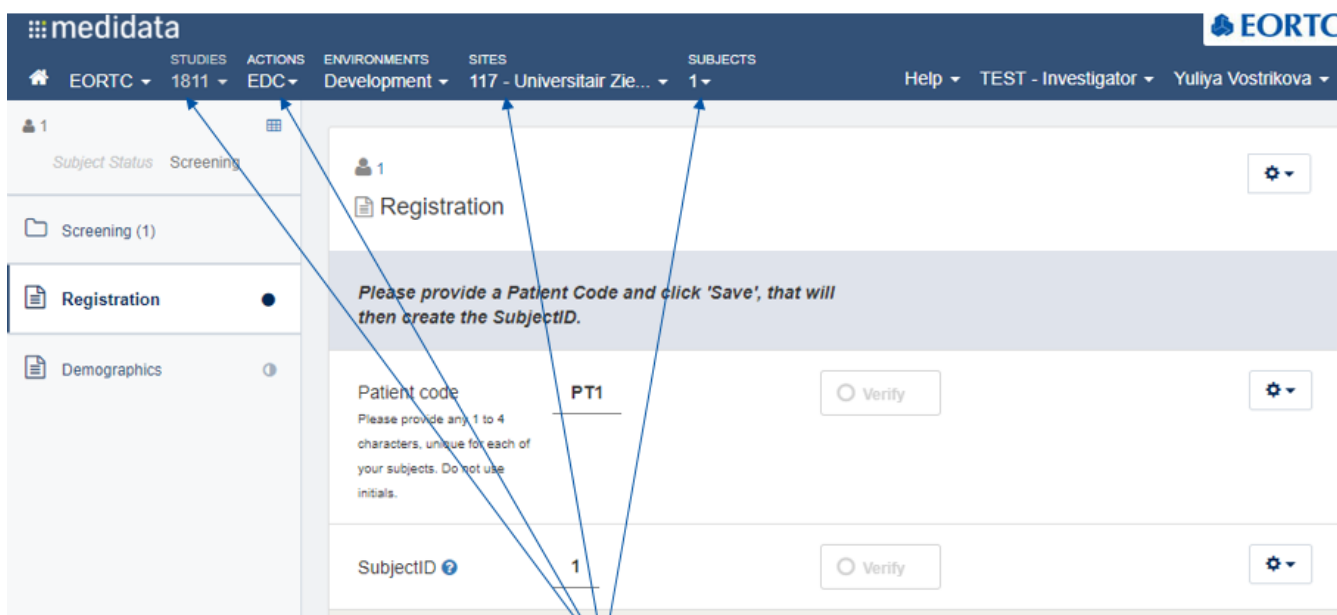 medidata
EORTC
STUDIES ACTIONS ENVIRONMENTS SITES SUBJECTS
EORTC 1811 EDC Development 117 - Universitair Zie... 1 Help TEST - Investigator Yuliya Vostrikova
1
Subject Status Screening
Screening (1)
Registration
Demographics
1
Registration
Please provide a Patient Code and click 'Save', that will
then create the SubjectID.
Patient code PT1 Verify
Please provide any 1 to 4
characters, unique for each of
your subjects. Do not use
initials.
SubjectID ? 1 Verify